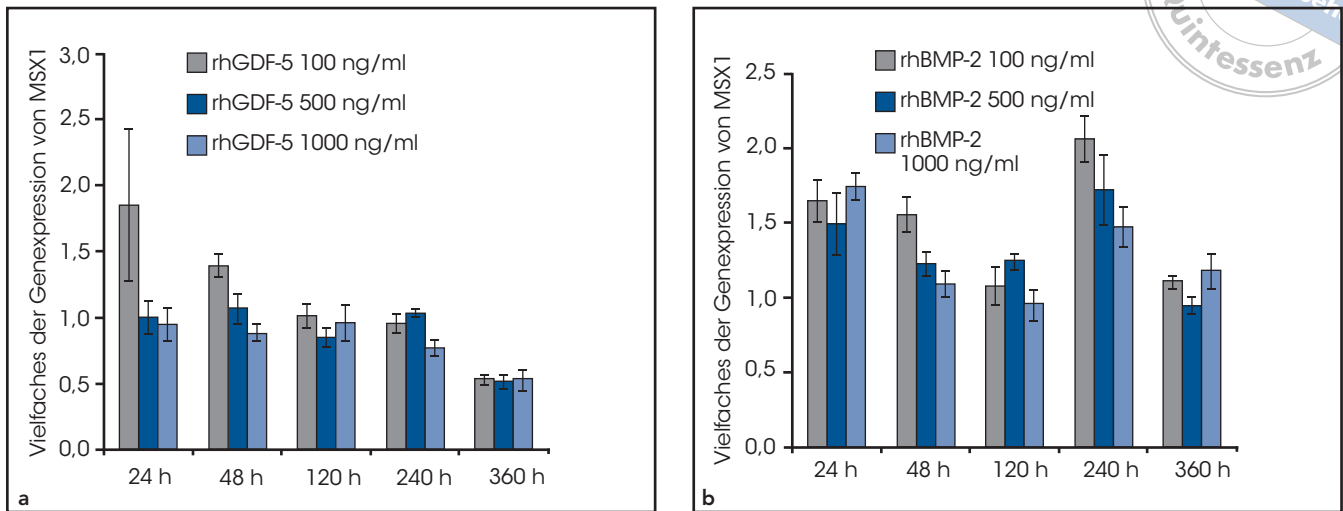 Vielfaches der Genexpression von MSX1
3,0
2,5
2,0
1,5
1,0
0,5
0,0
rhGDF-5 100 ng/ml
rhGDF-5 500 ng/ml
rhGDF-5 1000 ng/ml
24 h 48 h 120 h 240 h 360 h
a
Vielfaches der Genexpression von MSX1
2,5
2,0
1,5
1,0
0,5
0,0
rhBMP-2 100 ng/ml
rhBMP-2 500 ng/ml
rhBMP-2
1000 ng/ml
24 h 48 h 120 h 240 h 360 h
b